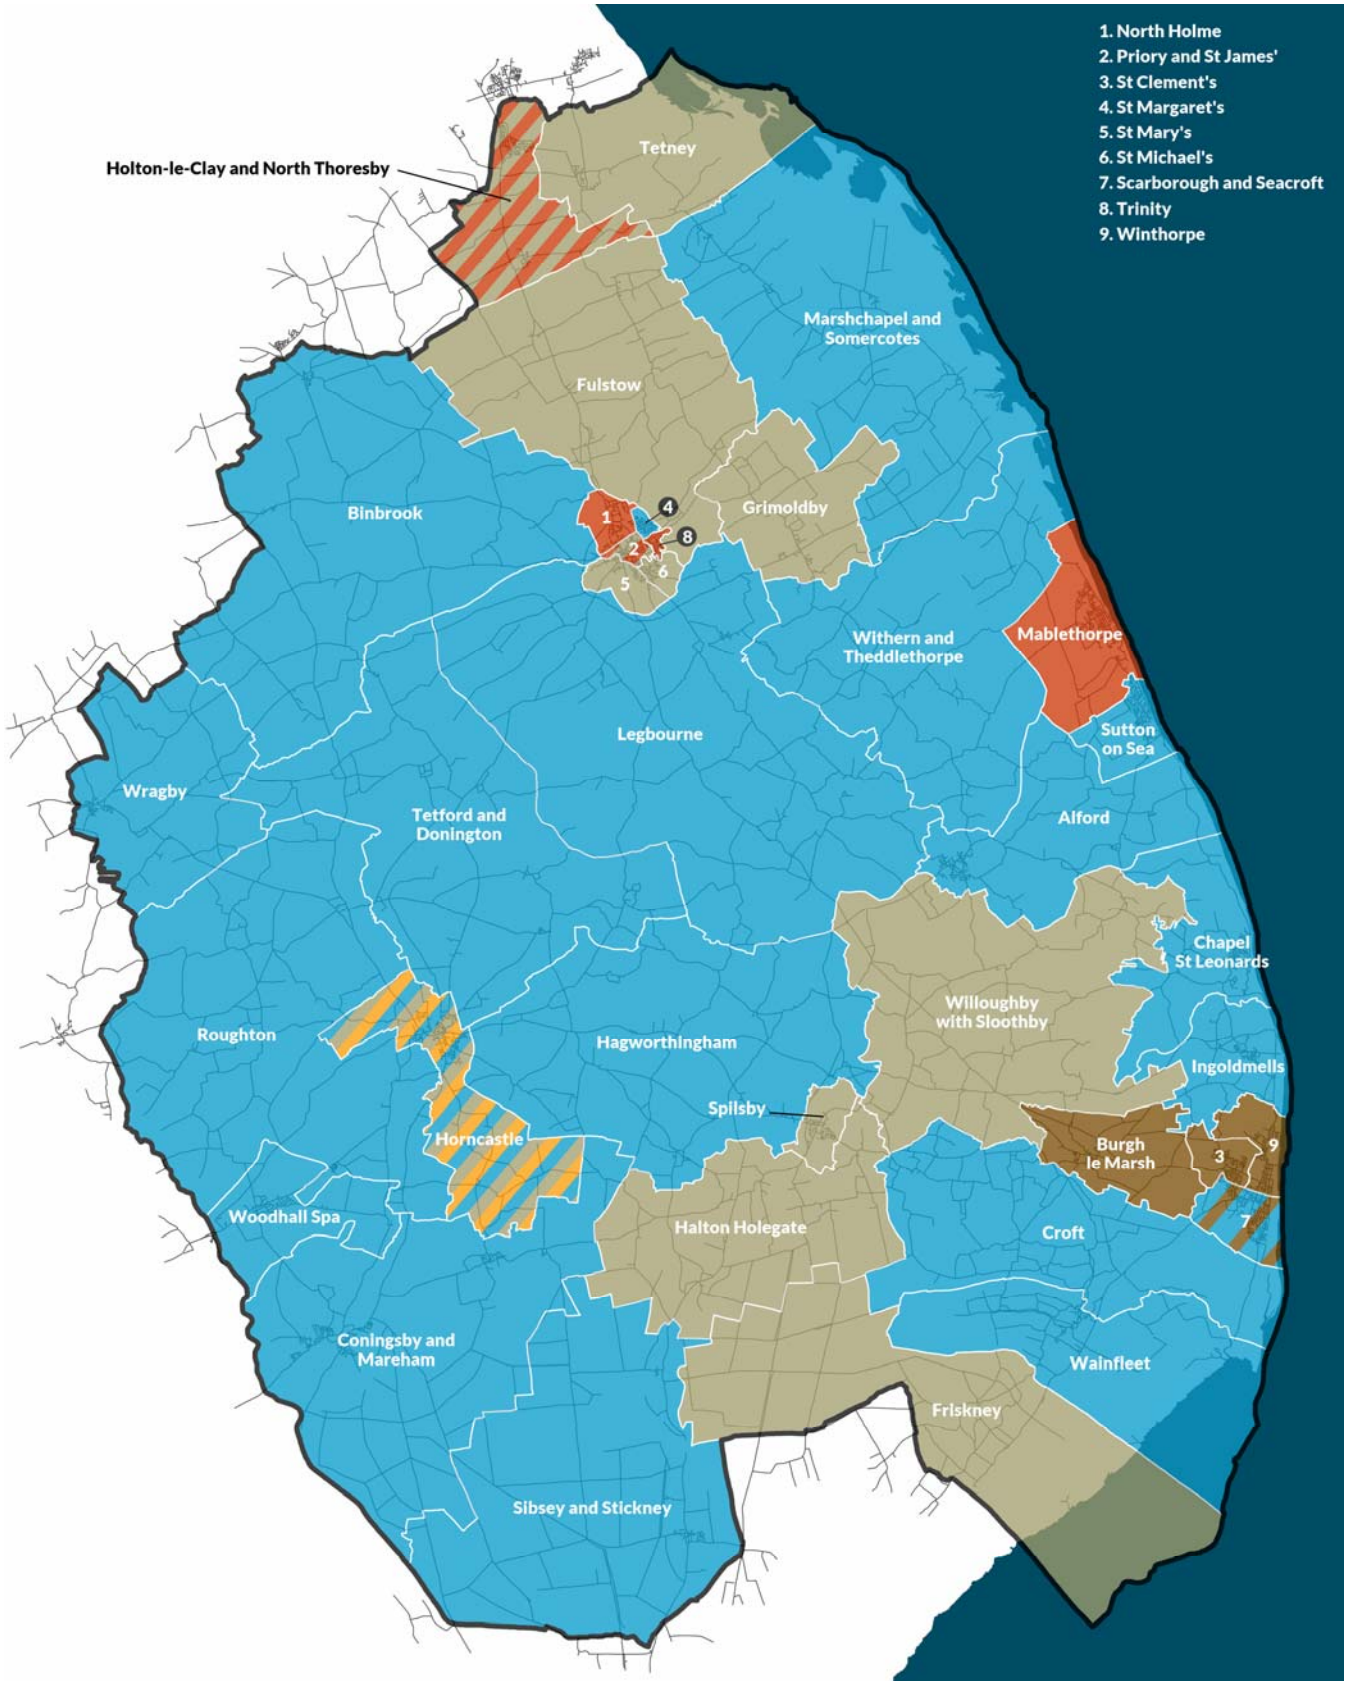 1. North Holme
2. Priory and St James'
3. St Clement's
4. St Margaret's
5. St Mary's
6. St Michael's
7. Scarborough and Seacroft
8. Trinity
9. Winthorpe
Tetney
Holton-le-Clay and North Thoresby
Marshchapel and
Somercotes
Fulstow
Binbrook
1
4
Grimoldby
8
2
6
5
Withern and
Theddlethorpe
Mablethorpe
Legbourne
Sutton
on Sea
Wragby
Tetford and
Donington
Alford
Chapel
St Leonards
Willoughby
with Sloothby
Roughton
Hagworthingham
Ingoldmells
Spilsby
Horncastle
Burgh
le Marsh
3
9
Woodhall Spa
Halton Holegate
Croft
7
Coningsby and
Mareham
Wainfleet
Friskney
Sibsey and Stickney